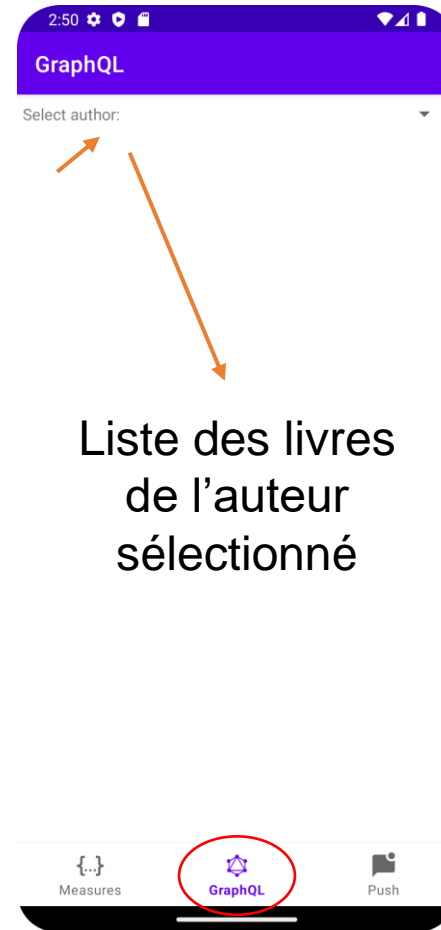 2:50
GraphQL
Select author:
Liste des livres
de l’auteur
sélectionné
{...}
Measures GraphQL Push